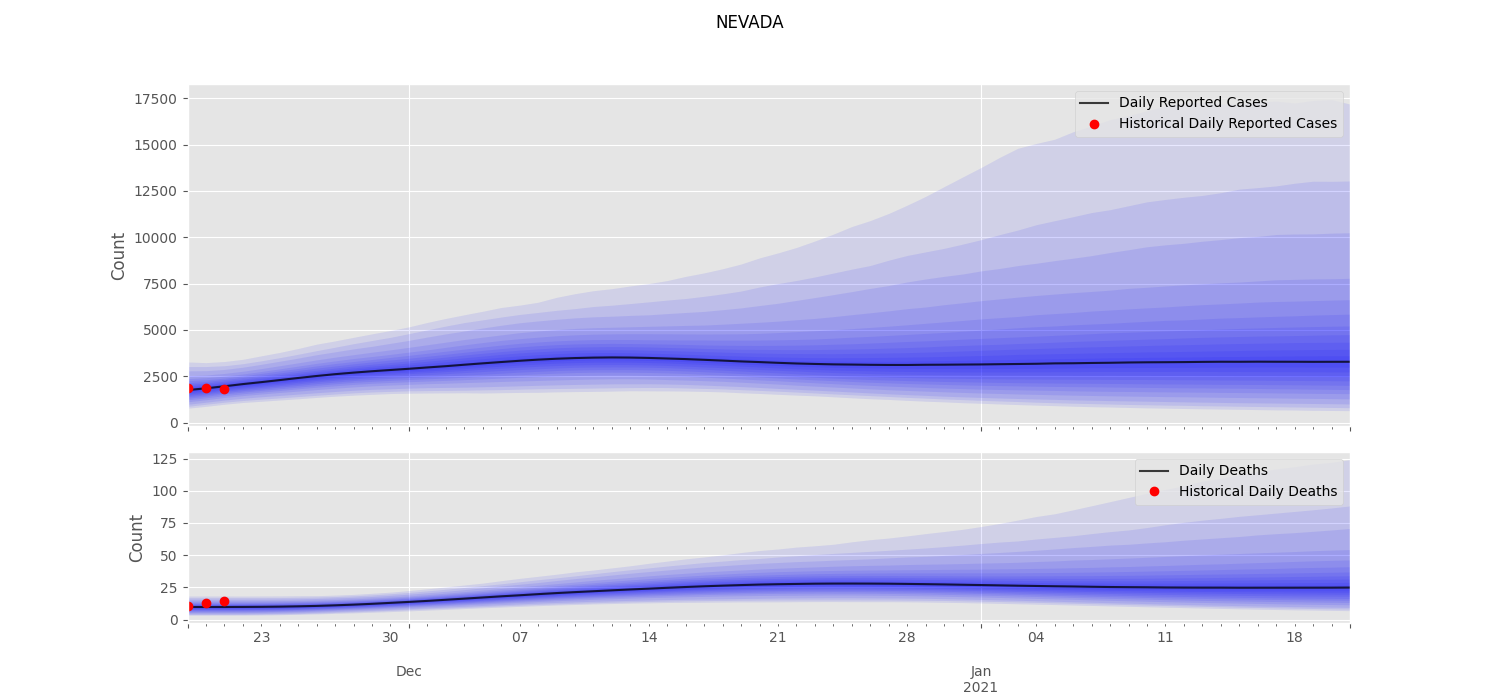 NEVADA
17500
15000
12500
10000
7500
5000
2500
0
Count
Daily Reported Cases
Historical Daily Reported Cases
125
100
75
50
25
0
Count
Daily Deaths
Historical Daily Deaths
23 30 07 14 21 28 04 11 18
Dec Jan
2021